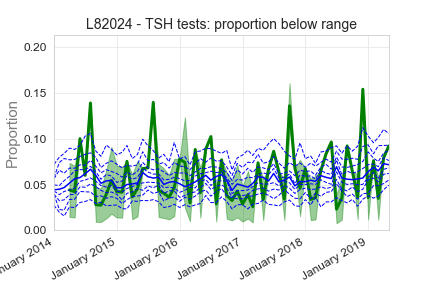 L82024 - TSH tests: proportion below range
Proportion
0.20
0.15
0.10
0.05
0.00
nuary 2014
January 2015
January 2016
January 2017
January 2018
January 2019